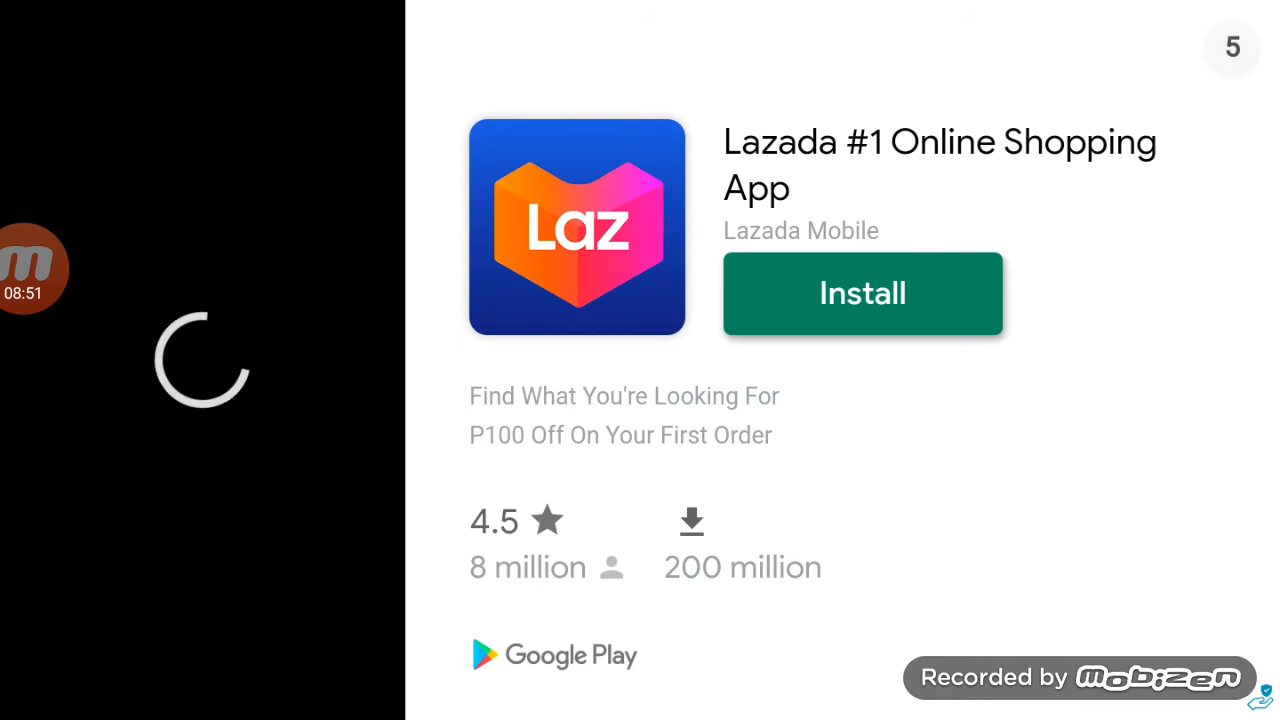 5
Lazada #1 Online Shopping
App
Lazada Mobile
Laz
Install
m
08:51
Find What You're Looking For
P100 Off On Your First Order
4.5
8 million
200 million
Google Play
Recorded by mobizen